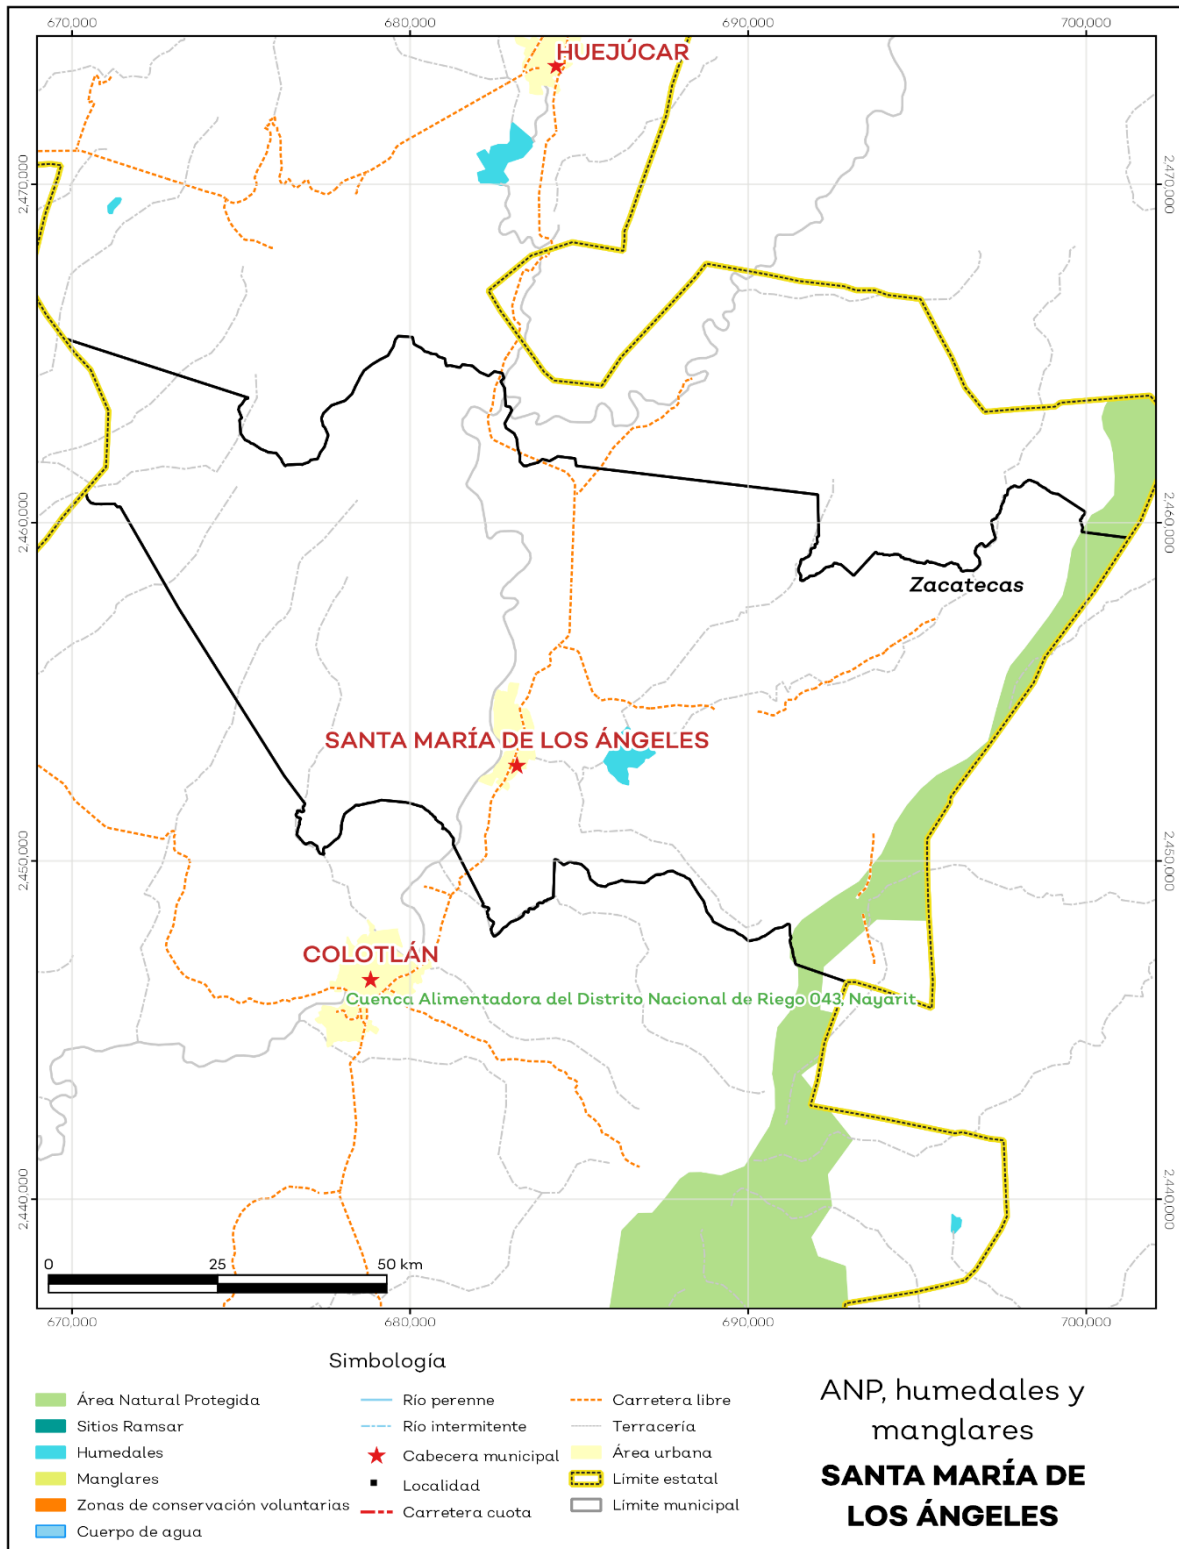 670,000 680,000 690,000 700,000
HUEJÚCAR
2,470,000 2,470,000
2,460,000 2,460,000
Zacatecas
SANTA MARÍA DE LOS ÁNGELES
2,450,000 2,450,000
COLOTLÁN
Cuenca Alimentadora del Distrito Nacional de Riego 043, Nayarit
2,440,000 2,440,000
0 25 50 km
670,000 680,000 690,000 700,000
Simbología
Área Natural Protegida
Sitios Ramsar
Humedales
Manglares
Zonas de conservación voluntarias
Cuerpo de agua
Río perenne
Río intermitente
Cabecera municipal
Localidad
Carretera cuota
Carretera libre
Terracería
Área urbana
Límite estatal
Límite municipal
ANP, humedales y
manglares
SANTA MARÍA DE
LOS ÁNGELES